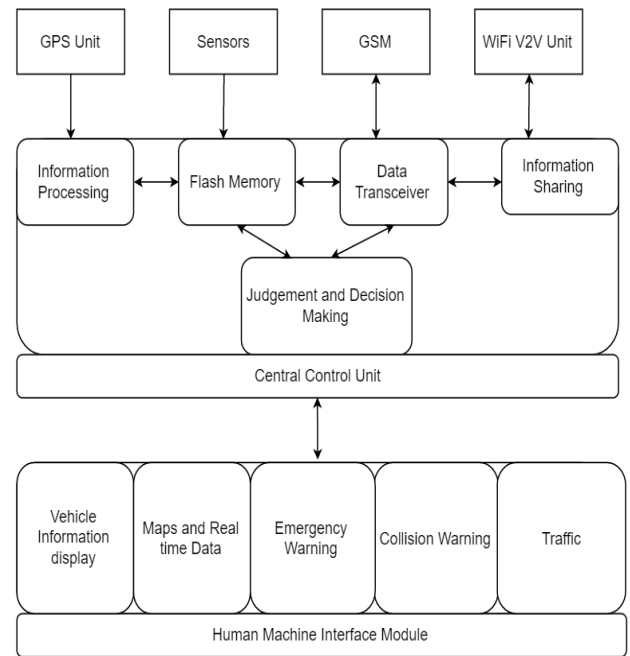 GPS Unit
Sensors
GSM
WiFi V2V Unit
Information
Processing
Flash Memory
Data
Transceiver
Information
Sharing
Judgement and Decision
Making
Central Control Unit
Vehicle
Information
display
Maps and Real
time Data
Emergency
Warning
Collision Warning
Traffic
Human Machine Interface Module